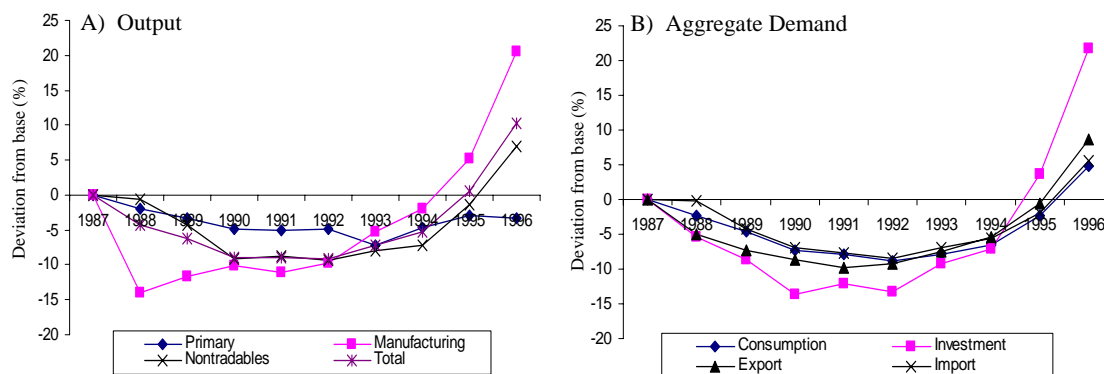 A) Output
Deviation from base (%)
25
20
15
10
5
0
-5
-10
-15
-20
1987 1988 1989 1990 1991 1992 1993 1994 1995 1996
Primary Manufacturing
Nontradables Total
B) Aggregate Demand
Deviation from base (%)
25
20
15
10
5
0
-5
-10
-15
-20
1987 1988 1989 1990 1991 1992 1993 1994 1995 1996
Consumption Investment
Export Import